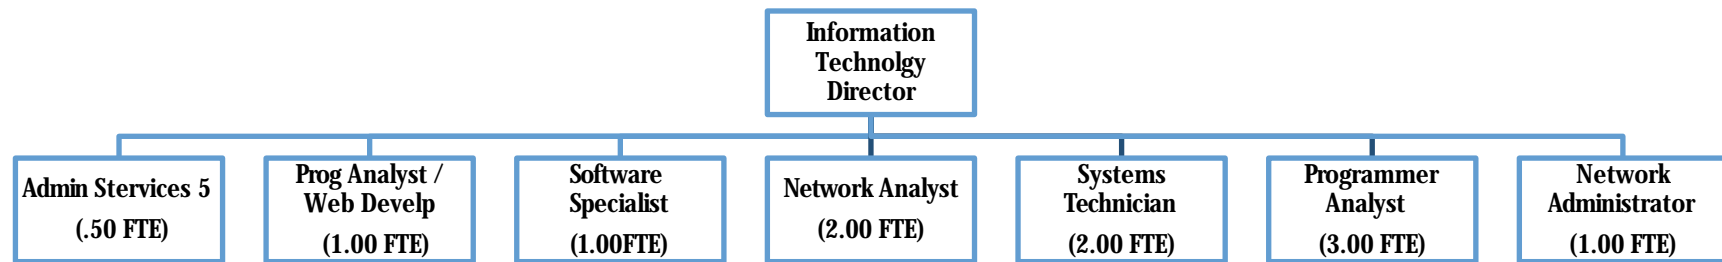 Information
Technolgy
Director
Admin Stervices 5
(.50 FTE)
Prog Analyst /
Web Develp
(1.00 FTE)
Software
Specialist
(1.00FTE)
Network Analyst
(2.00 FTE)
Systems
Technician
(2.00 FTE)
Programmer
Analyst
(3.00 FTE)
Network
Administrator
(1.00 FTE)